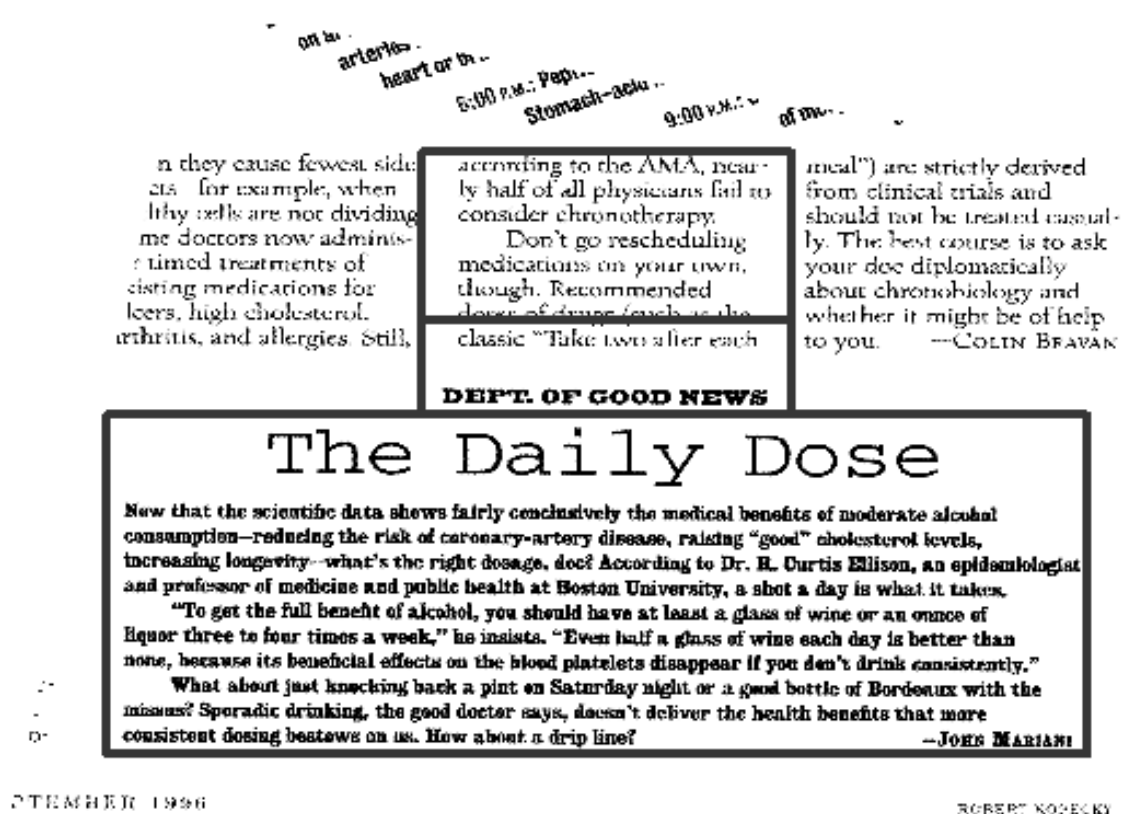 arteries
heart or
6:00 P.M.:
Stomach-acid
9:00 P.M.:
n they cause fewest side
for example, when
lthy cells are not dividing
me doctors now adminis-
timed treatments of
xisting medications for
lcers, high cholesterol,
rthritis, and allergies. Still,
according to the AMA, near-
ly half of all physicians fail to
consider chronotherapy.
Don't go rescheduling
medications on your own,
though. Recommended
doses of drugs (such as the
classic "Take two after each
meal") are strictly derived
from clinical trials and
should not be treated casual-
ly. The best course is to ask
your doc diplomatically
about chronobiology and
whether it might be of help
to you. —COLIN BEAVAN
DEPT. OF GOOD NEWS
The Daily Dose
Now that the scientific data shows fairly conclusively the medical benefits of moderate alcohol
consumption—reducing the risk of coronary-artery disease, raising "good" cholesterol levels,
increasing longevity—what's the right dosage, doc? According to Dr. R. Curtis Ellison, an epidemiologist
and professor of medicine and public health at Boston University, a shot a day is what it takes.
"To get the full benefit of alcohol, you should have at least a glass of wine or an ounce of
liquor three to four times a week," he insists. "Even half a glass of wine each day is better than
none, because its beneficial effects on the blood platelets disappear if you don't drink consistently."
What about just knocking back a pint on Saturday night or a good bottle of Bordeaux with the
missus? Sporadic drinking, the good doctor says, doesn't deliver the health benefits that more
consistent dosing bestows on us. How about a drip line? —JOHN MARIANI
PTEMBER 1996
ROBERT KOPECKY